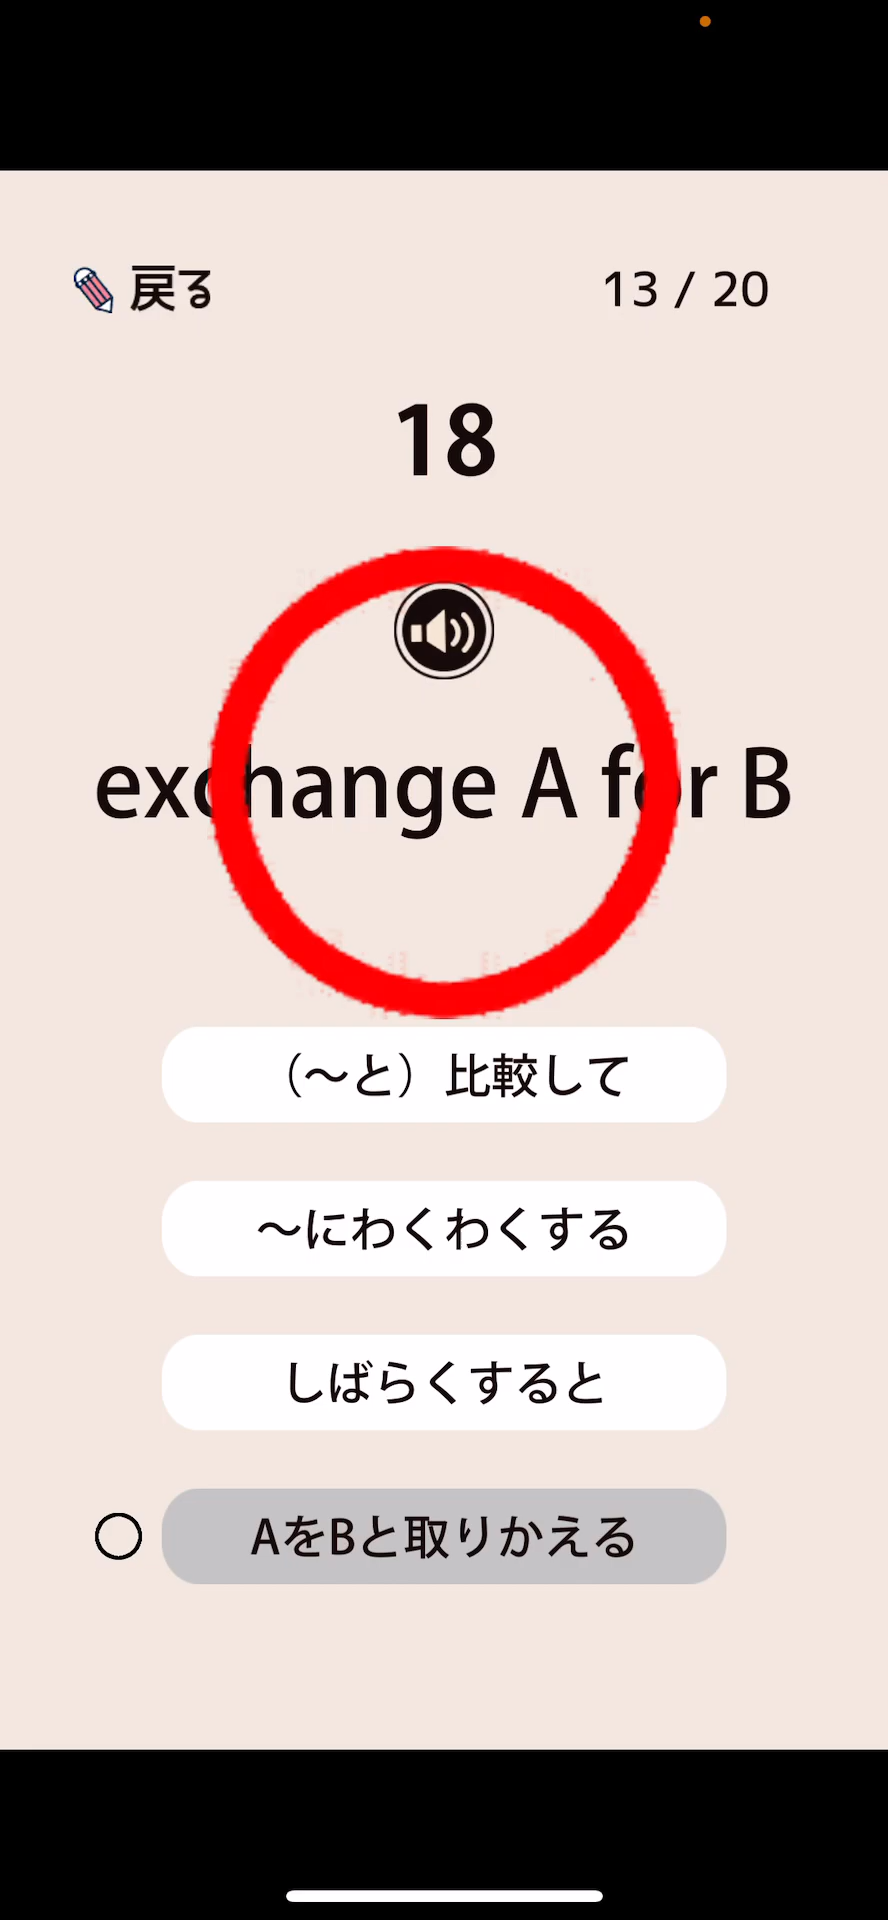 戻る
13 / 20
18
exchange A for B
（〜と）比較して
〜にわくわくする
しばらくすると
AをBと取りかえる